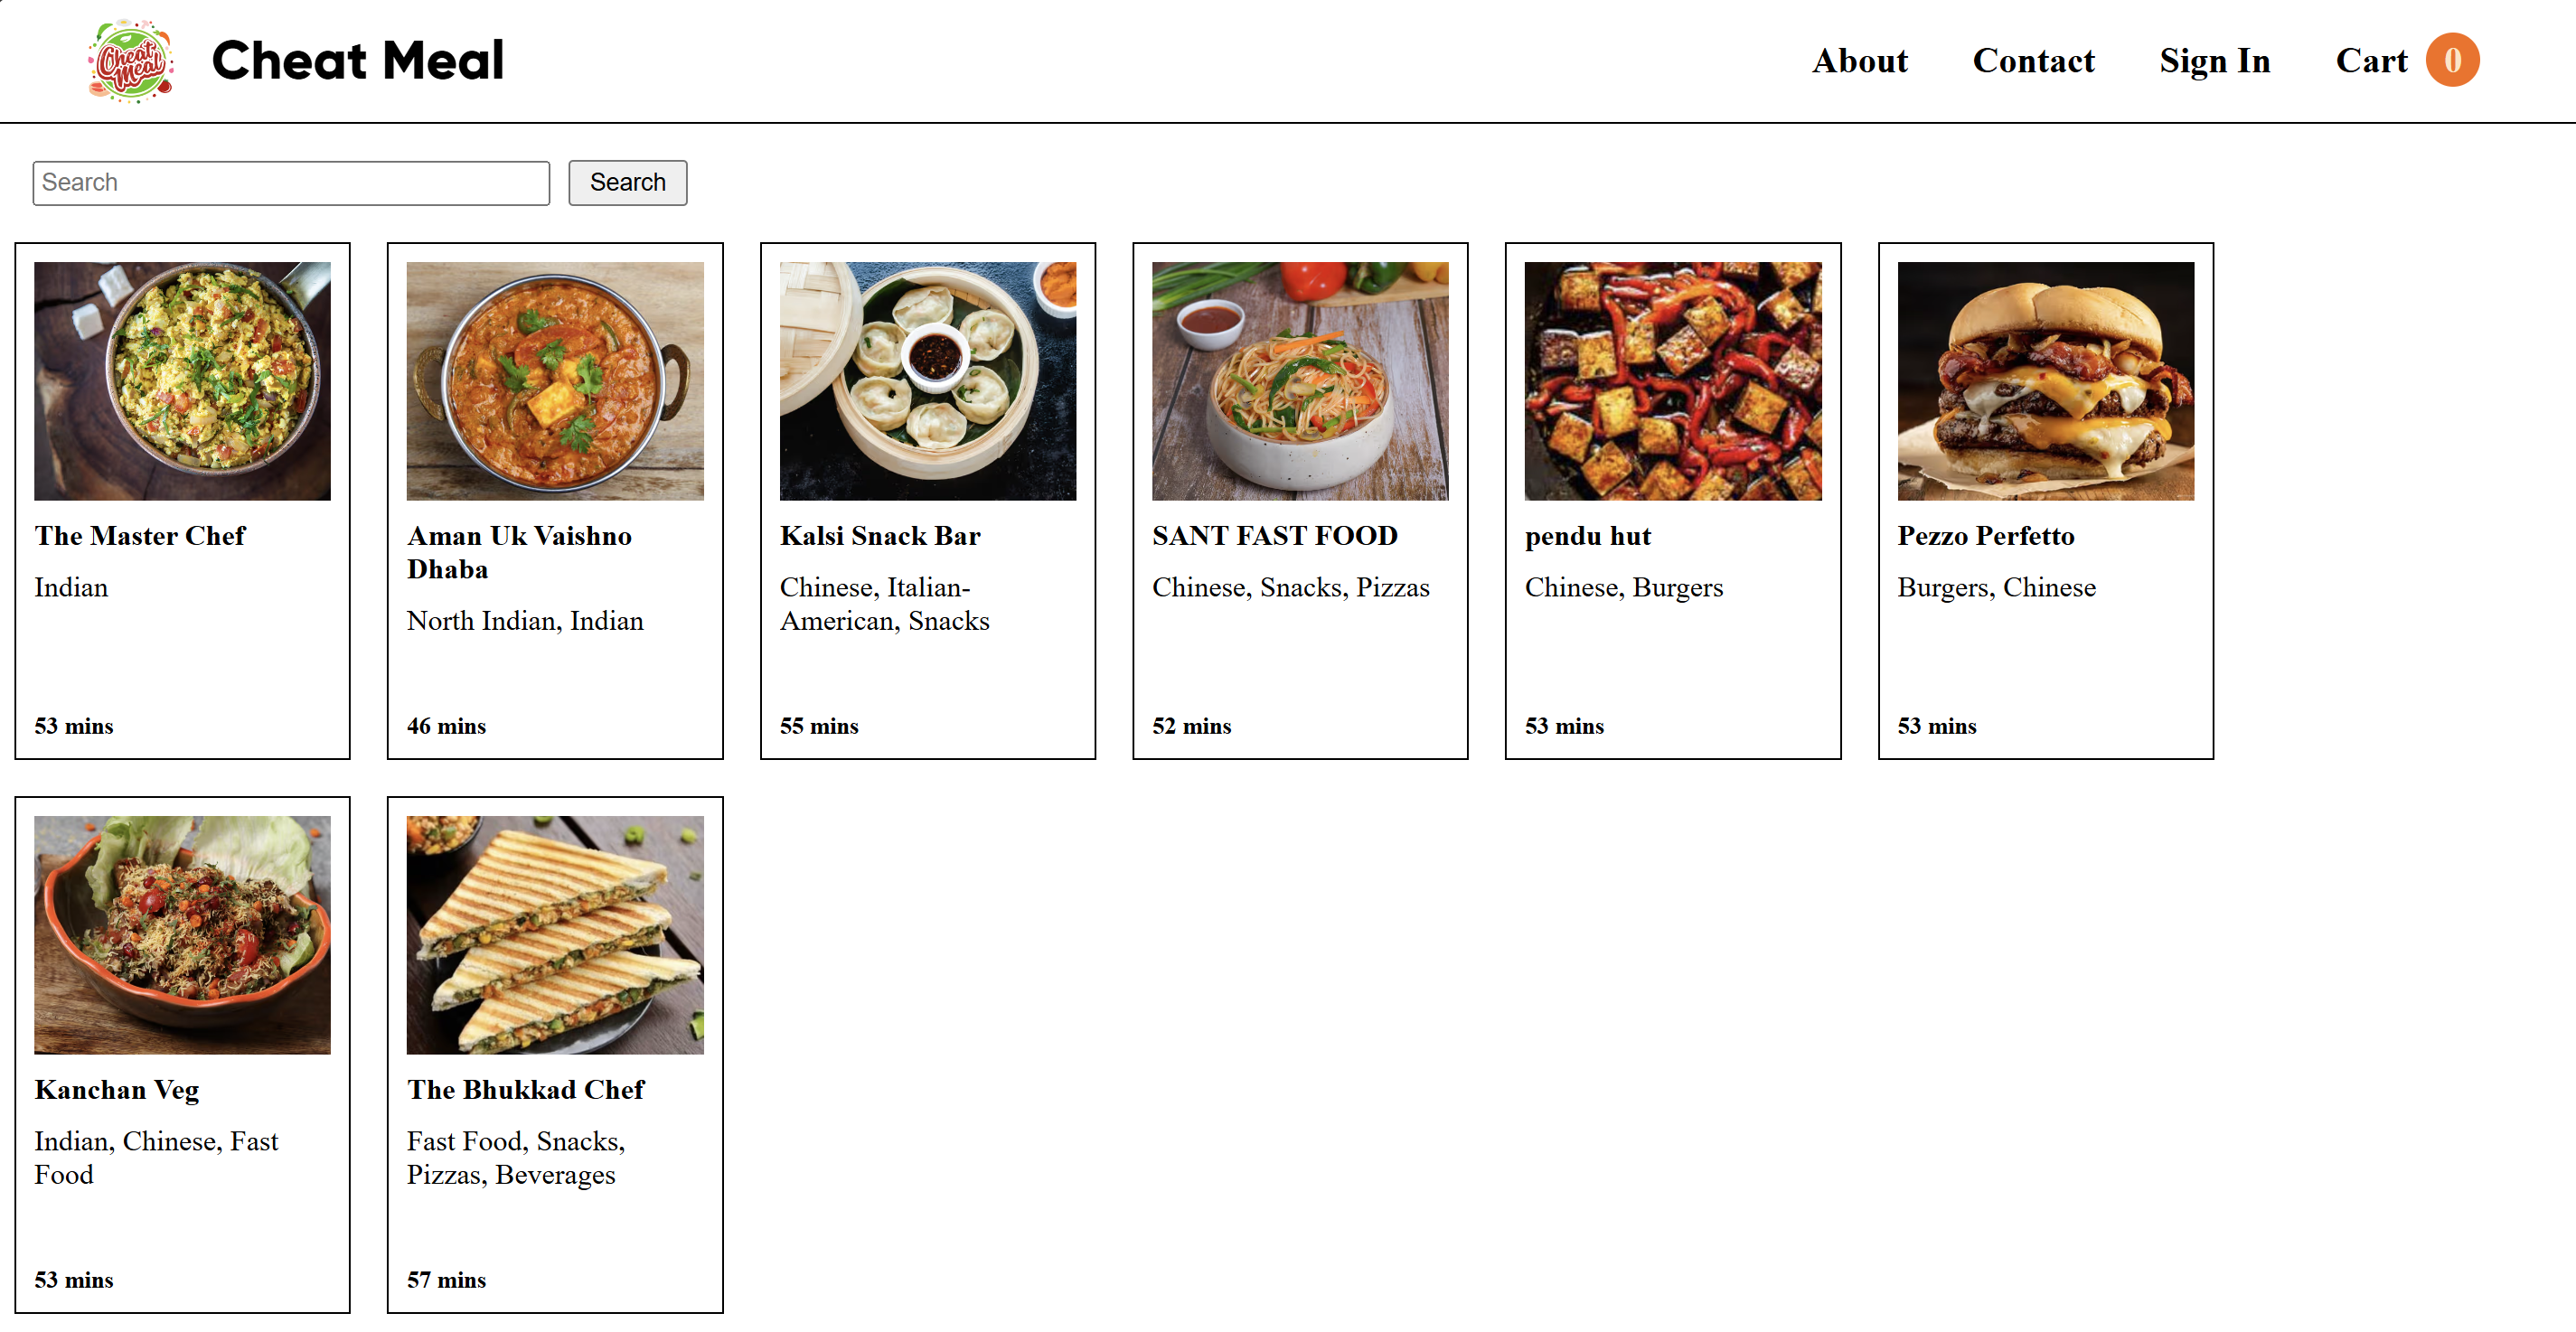 Cheat Meal
Cheat Meal
About
Contact
Sign In
Cart
0
Search
Search
The Master Chef
Indian
53 mins
Aman Uk Vaishno
Dhaba
North Indian, Indian
46 mins
Kalsi Snack Bar
Chinese, Italian-
American, Snacks
55 mins
SANT FAST FOOD
Chinese, Snacks, Pizzas
52 mins
pendu hut
Chinese, Burgers
53 mins
Pezzo Perfetto
Burgers, Chinese
53 mins
Kanchan Veg
Indian, Chinese, Fast
Food
53 mins
The Bhukkad Chef
Fast Food, Snacks,
Pizzas, Beverages
57 mins